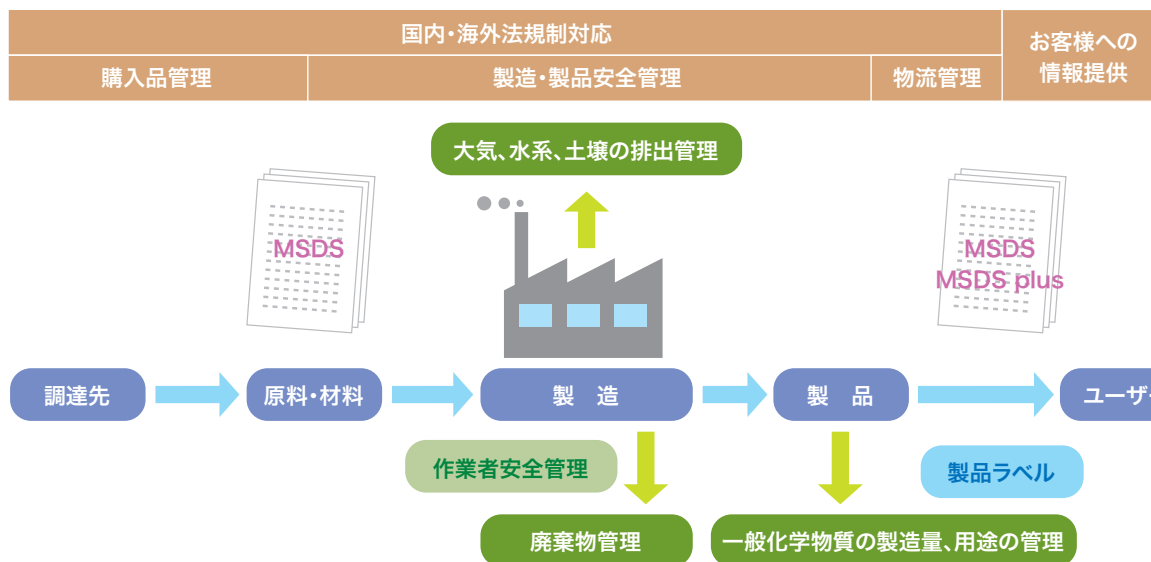 国内・海外法規制対応
お客様への
情報提供
購入品管理
製造・製品安全管理
物流管理
大気、水系、土壌の排出管理
MSDS
MSDS
MSDS plus
調達先
原料・材料
製　造
製　品
ユーザー
作業者安全管理
製品ラベル
廃棄物管理
一般化学物質の製造量、用途の管理